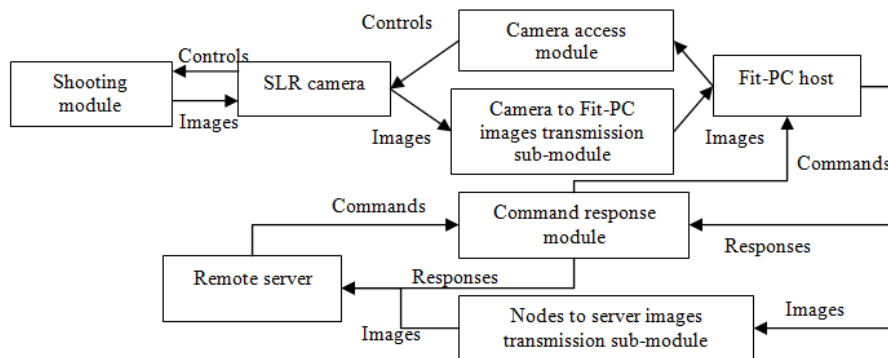 Controls
Camera access
module
Controls
Shooting
module
SLR camera
Fit-PC host
Images
Images
Camera to Fit-PC
images transmission
sub-module
Images
Commands
Commands
Command response
module
Responses
Remote server
Responses
Images
Nodes to server images
transmission sub-module
Images